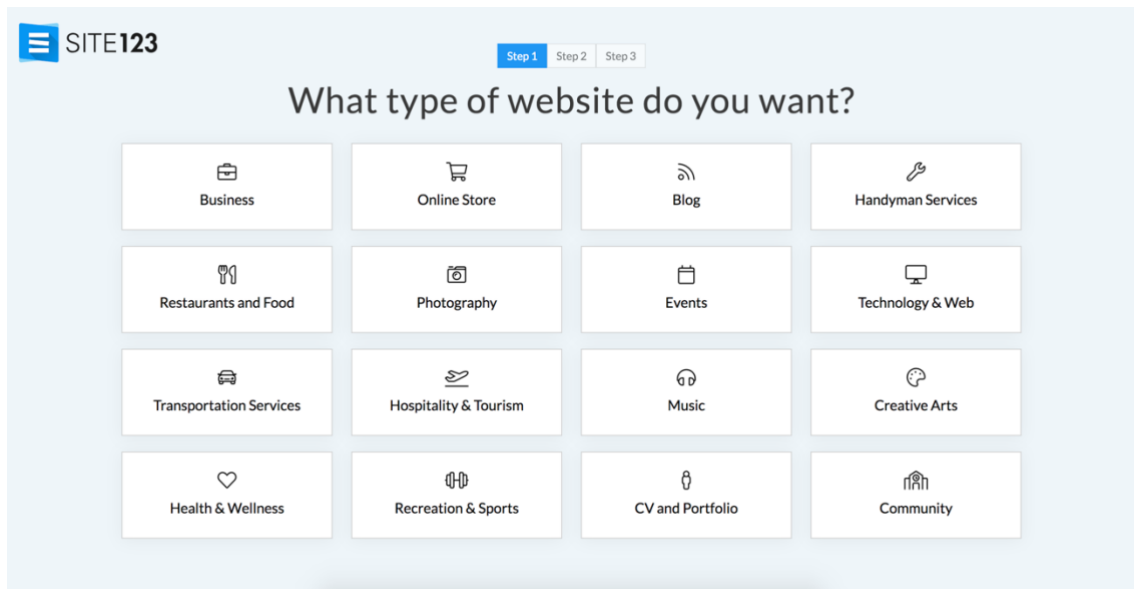 SITE123
Step 1 Step 2 Step 3
What type of website do you want?
Business Online Store Blog Handyman Services
Restaurants and Food Photography Events Technology & Web
Transportation Services Hospitality & Tourism Music Creative Arts
Health & Wellness Recreation & Sports CV and Portfolio Community